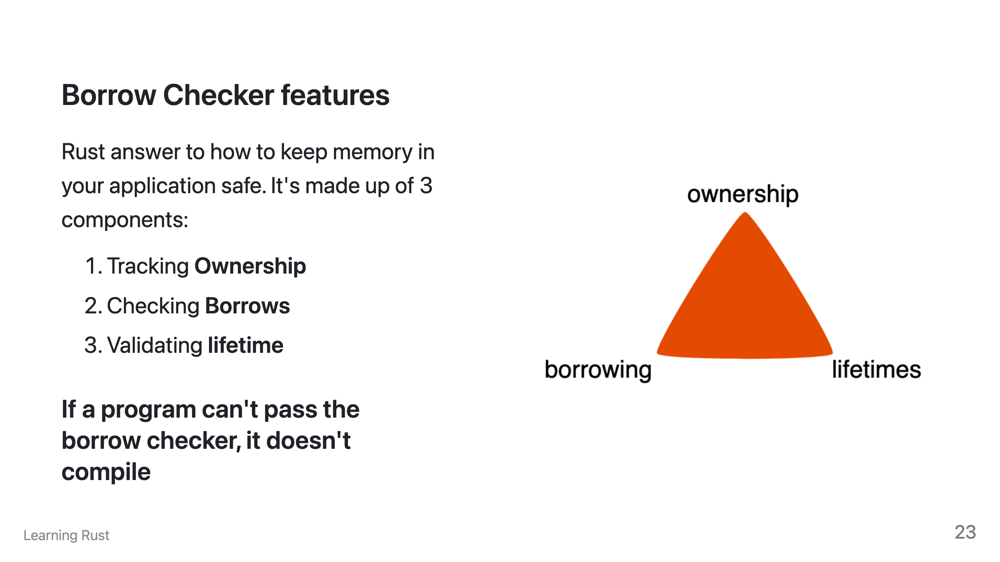 Borrow Checker features
Rust answer to how to keep memory in
your application safe. It's made up of 3
components:
1. Tracking Ownership
2. Checking Borrows
3. Validating lifetime
If a program can't pass the
borrow checker, it doesn't
compile
ownership
borrowing
lifetimes
Learning Rust
23